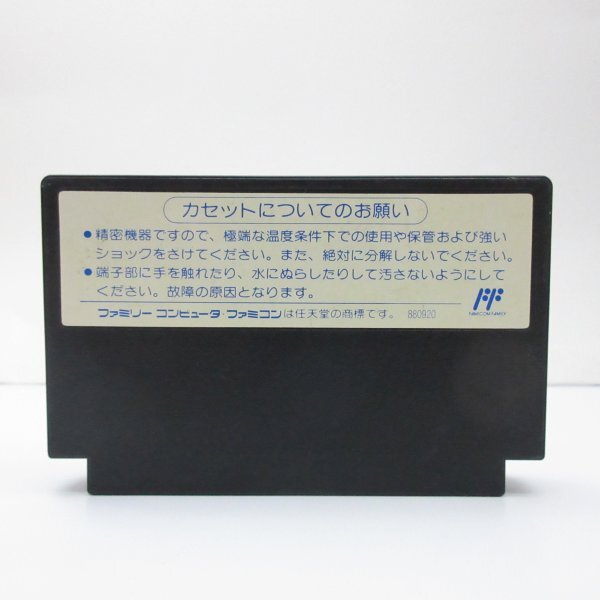 カセットについてのお願い
●精密機器ですので、極端な温度条件下での使用や保管および強い
ショックをさけてください。また、絶対に分解しないでください。
●端子部に手を触れたり、水にぬらしたりして汚さないようにして
ください。故障の原因となります。
ファミリー コンピュータ・ファミコンは任天堂の商標です。 880920
FAMICOM FAMILY